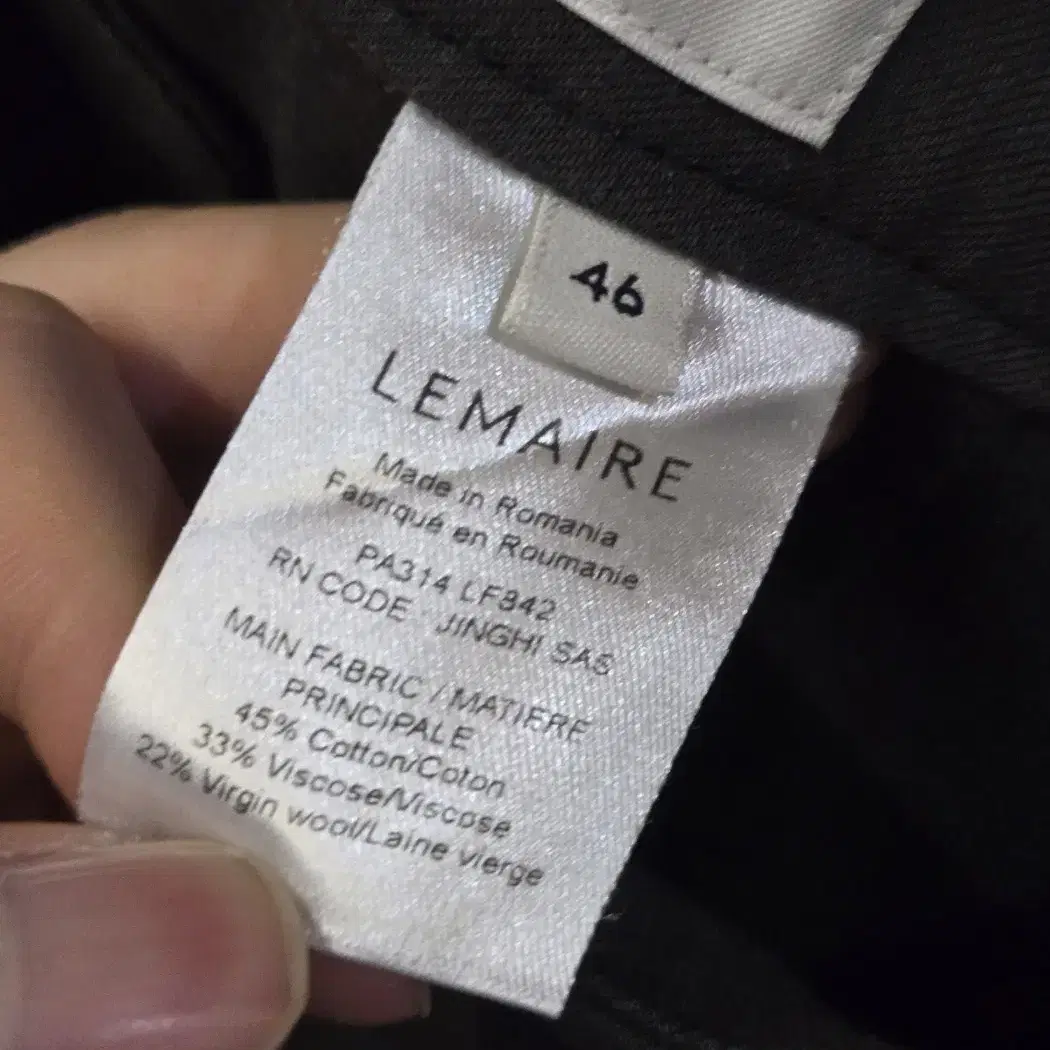 46
LEMAIRE
Made in Romania
Fabriqué en Roumanie
PA314 LF842
RN CODE JINGHI SAS
MAIN FABRIC / MATIERE
PRINCIPALE
45% Cotton/Coton
33% Viscose/Viscose
22% Virgin wool/Laine vierge